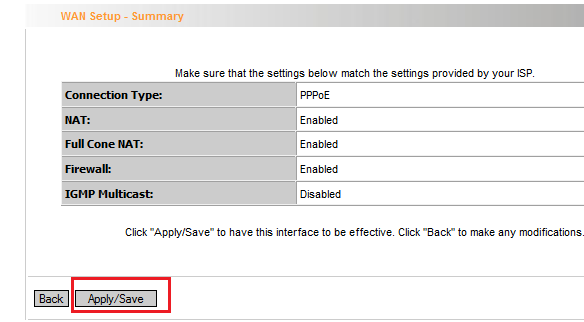 WAN Setup - Summary
Make sure that the settings below match the settings provided by your ISP.
Connection Type: PPPoE
NAT: Enabled
Full Cone NAT: Enabled
Firewall: Enabled
IGMP Multicast: Disabled
Click "Apply/Save" to have this interface to be effective. Click "Back" to make any modifications.
Back Apply/Save